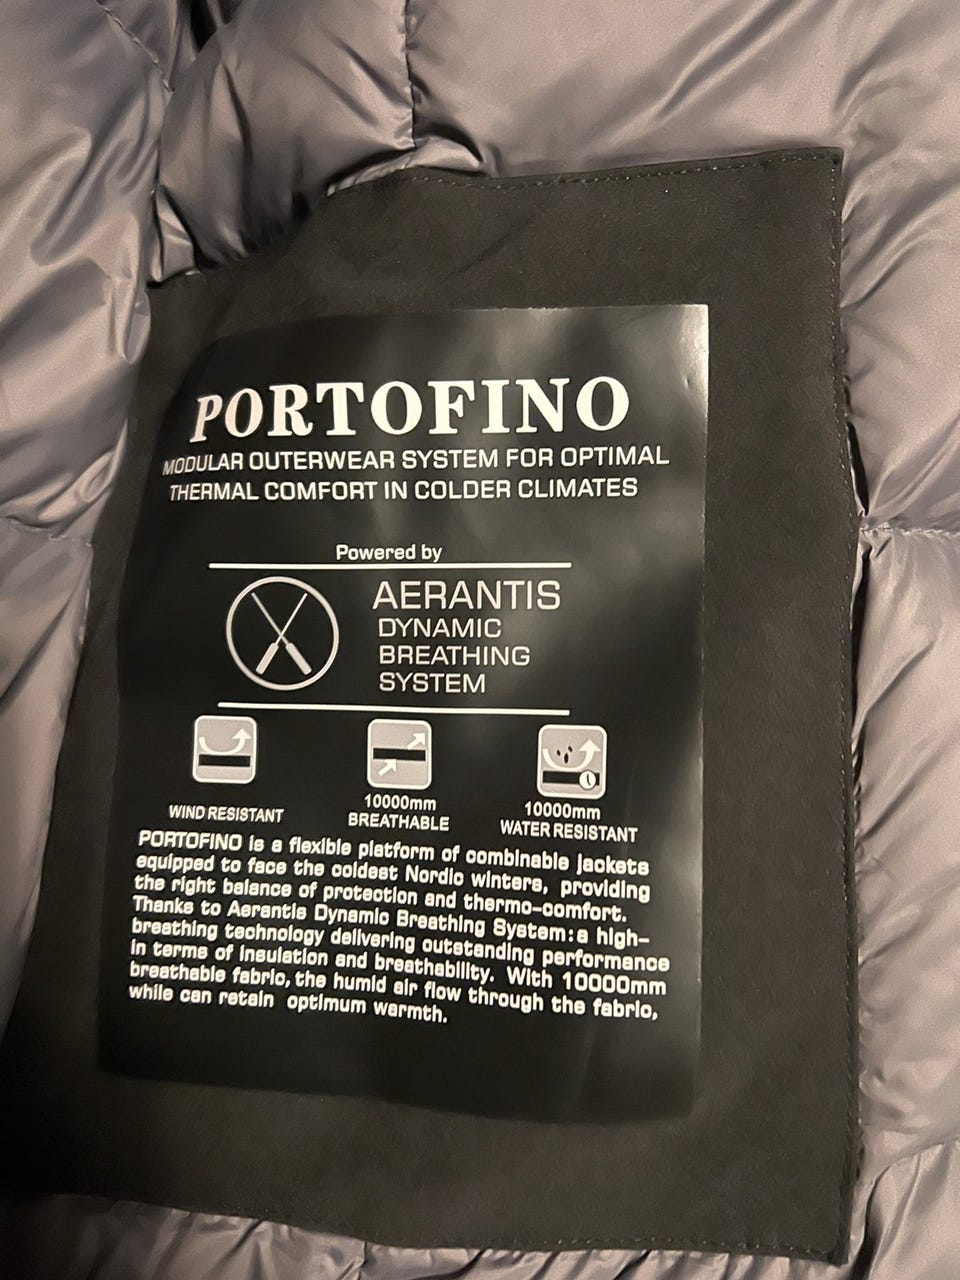 PORTOFINO
MODULAR OUTERWEAR SYSTEM FOR OPTIMAL
THERMAL COMFORT IN COLDER CLIMATES
Powered by
AERANTIS
DYNAMIC
BREATHING
SYSTEM
WIND RESISTANT
10000mm
BREATHABLE
10000mm
WATER RESISTANT
PORTOFINO is a flexible platform of combinable jackets
equipped to face the coldest Nordic winters, providing
the right balance of protection and thermo-comfort.
Thanks to Aerantis Dynamic Breathing System: a high-
breathing technology delivering outstanding performance
in terms of insulation and breathability. With 10000mm
breathable fabric, the humid air flow through the fabric,
while can retain optimum warmth.